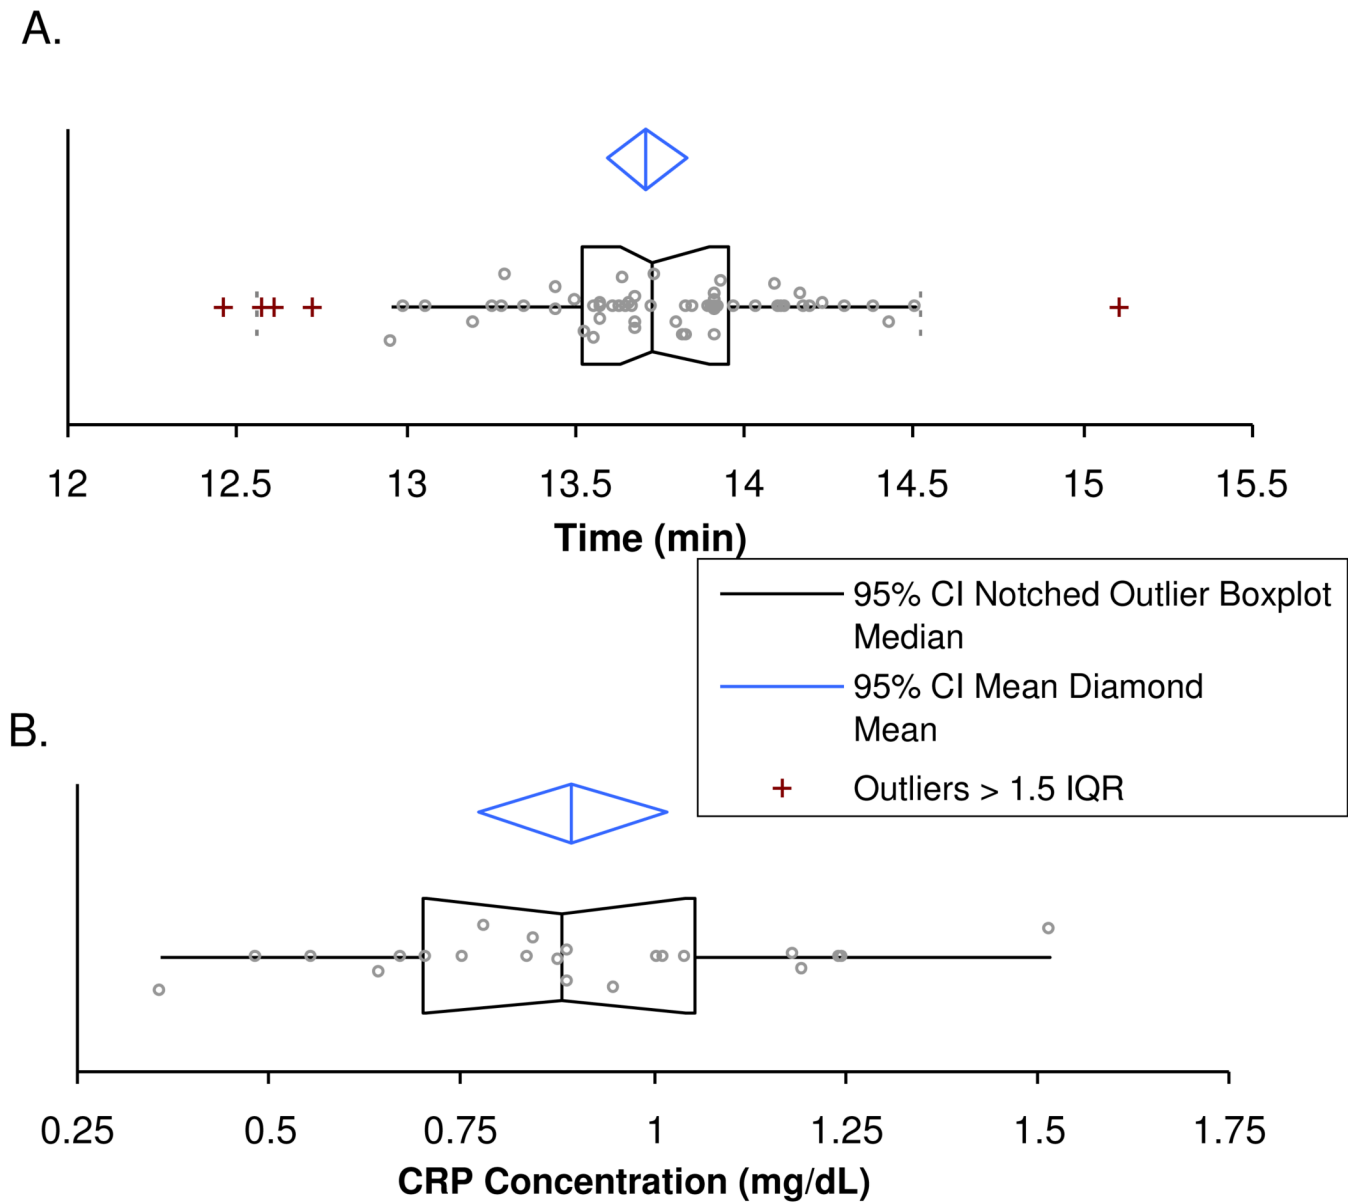 A.
12 12.5 13 13.5 14 14.5 15 15.5
Time (min)
95% CI Notched Outlier Boxplot
Median
95% CI Mean Diamond
Mean
Outliers > 1.5 IQR
B.
0.25 0.5 0.75 1 1.25 1.5 1.75
CRP Concentration (mg/dL)